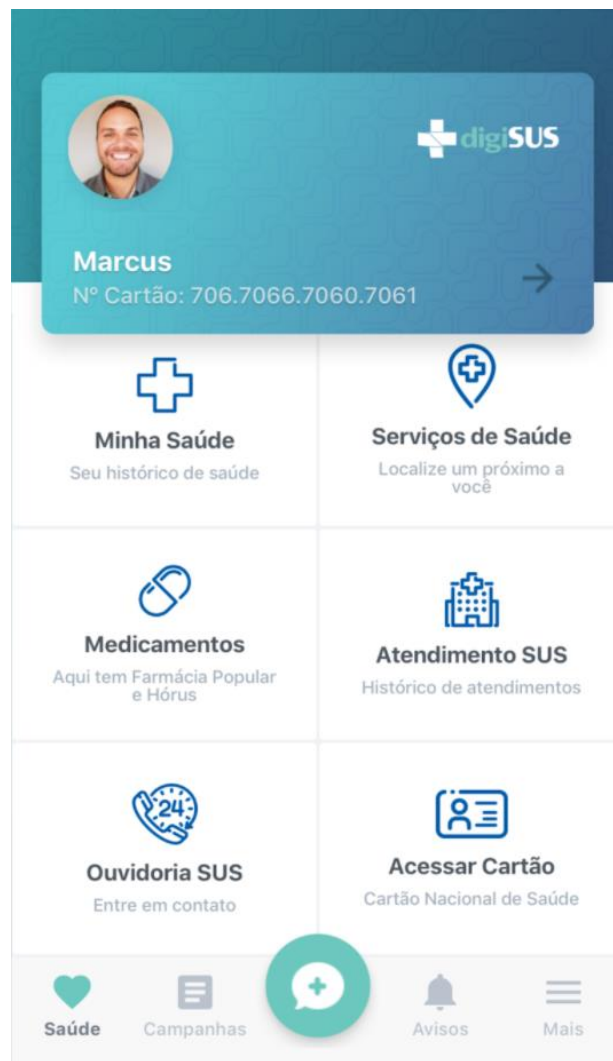 digiSUS
Marcus
Nº Cartão: 706.7066.7060.7061
Minha Saúde
Seu histórico de saúde
Serviços de Saúde
Localize um próximo a
você
Medicamentos
Aqui tem Farmácia Popular
e Hórus
Atendimento SUS
Histórico de atendimentos
24
Ouvidoria SUS
Entre em contato
Acessar Cartão
Cartão Nacional de Saúde
Saúde
Campanhas
Avisos
Mais